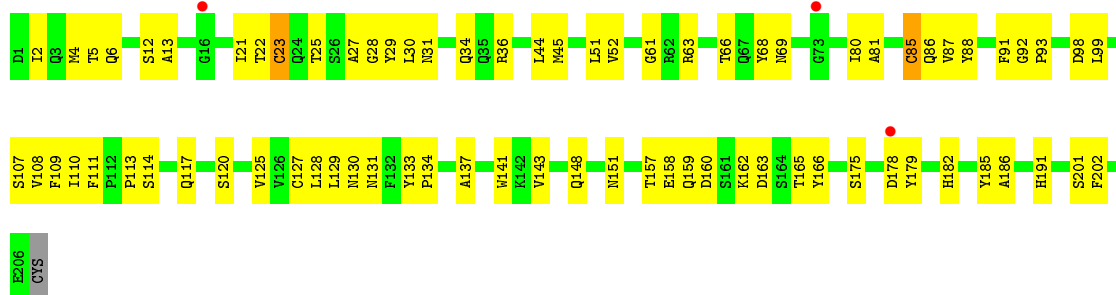 D1 I2 Q3 M4 T5 Q6 S12 A13 G16 I21 T22 C23 Q24 T25 S26 A27 G28 Y29 L30 N31 Q34 Q35 R36 L44 M45 L51 V52 G61 R62 R63 T66 Q67 Y68 N69 G73 I80 A81 C85 Q86 V87 Y88 F91 G92 P93 D98 L99
S107 V108 F109 I110 F111 P112 P113 S114 Q117 S120 V125 V126 C127 L128 L129 N130 N131 F132 Y133 P134 A137 W141 K142 V143 Q148 N151 T157 E158 Q159 D160 S161 K162 D163 S164 T165 Y166 S175 D178 Y179 H182 Y185 A186 H191 S201 F202
E206 CYS